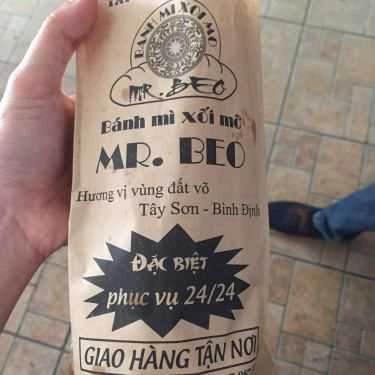 BÁNH MÌ XỐI MỠ
MR. BEO
Bánh mì xối mỡ
MR. BEO
Hương vị vùng đất võ
Tây Sơn - Bình Định
ĐẶC BIỆT
phục vụ 24/24
GIAO HÀNG TẬN NƠI